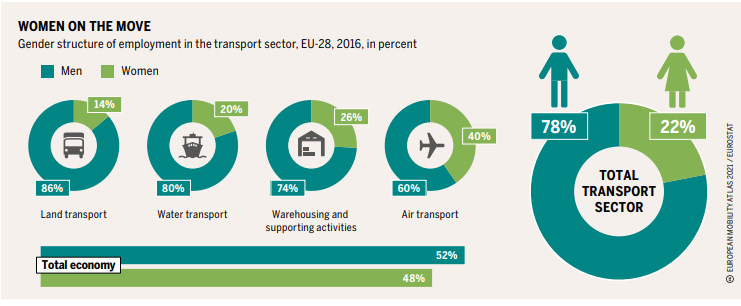 WOMEN ON THE MOVE
Gender structure of employment in the transport sector, EU-28, 2016, in percent
Men
Women
14%
86%
Land transport
20%
80%
Water transport
26%
74%
Warehousing and
supporting activities
40%
60%
Air transport
78%
22%
TOTAL
TRANSPORT
SECTOR
Total economy
52%
48%
EUROPEAN MOBILITY ATLAS 2021 / EUROSTAT